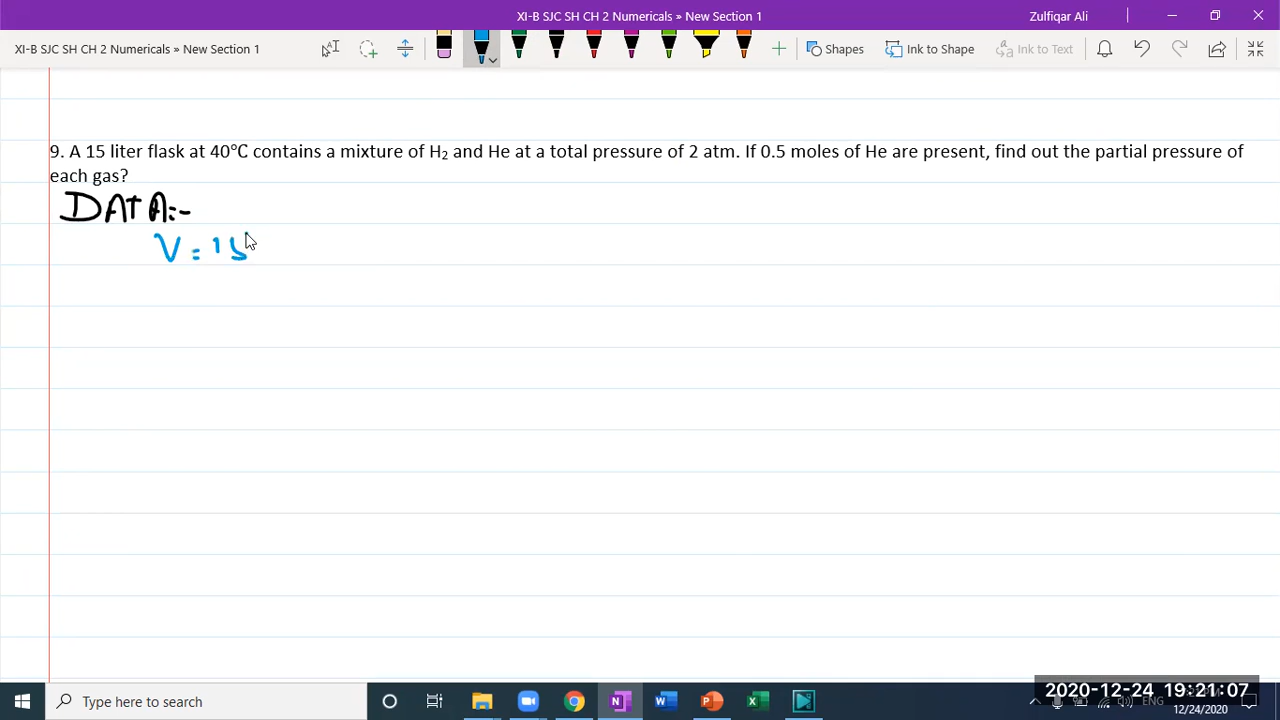 XI-B SJC SH CH 2 Numericals » New Section 1
Zulfiqar Ali
XI-B SJC SH CH 2 Numericals » New Section 1
Shapes
Ink to Shape
Ink to Text
9. A 15 liter flask at 40°C contains a mixture of H₂ and He at a total pressure of 2 atm. If 0.5 moles of He are present, find out the partial pressure of
each gas?
DATA:-
V = 15
Type here to search
ENG
2020-12-24 19:21:07
12/24/2020